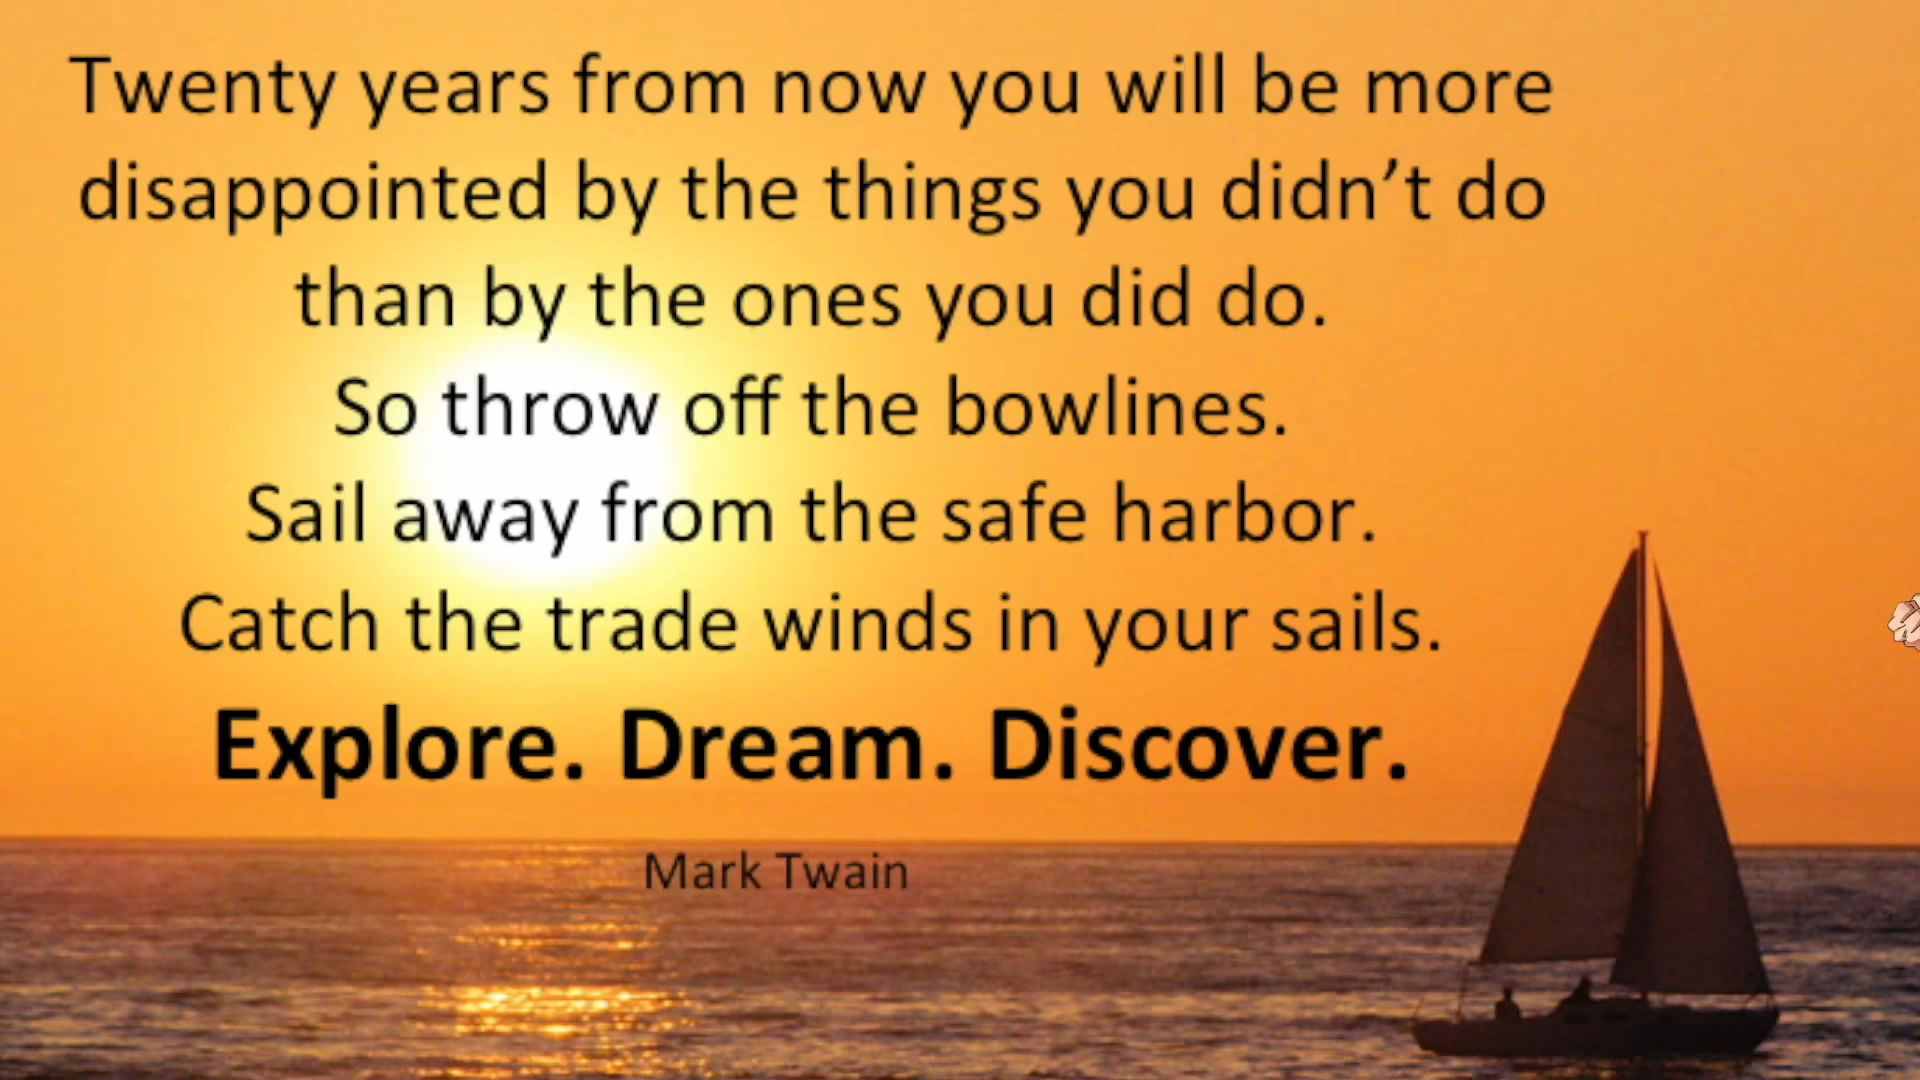 Twenty years from now you will be more
disappointed by the things you didn’t do
than by the ones you did do.
So throw off the bowlines.
Sail away from the safe harbor.
Catch the trade winds in your sails.
Explore. Dream. Discover.
Mark Twain